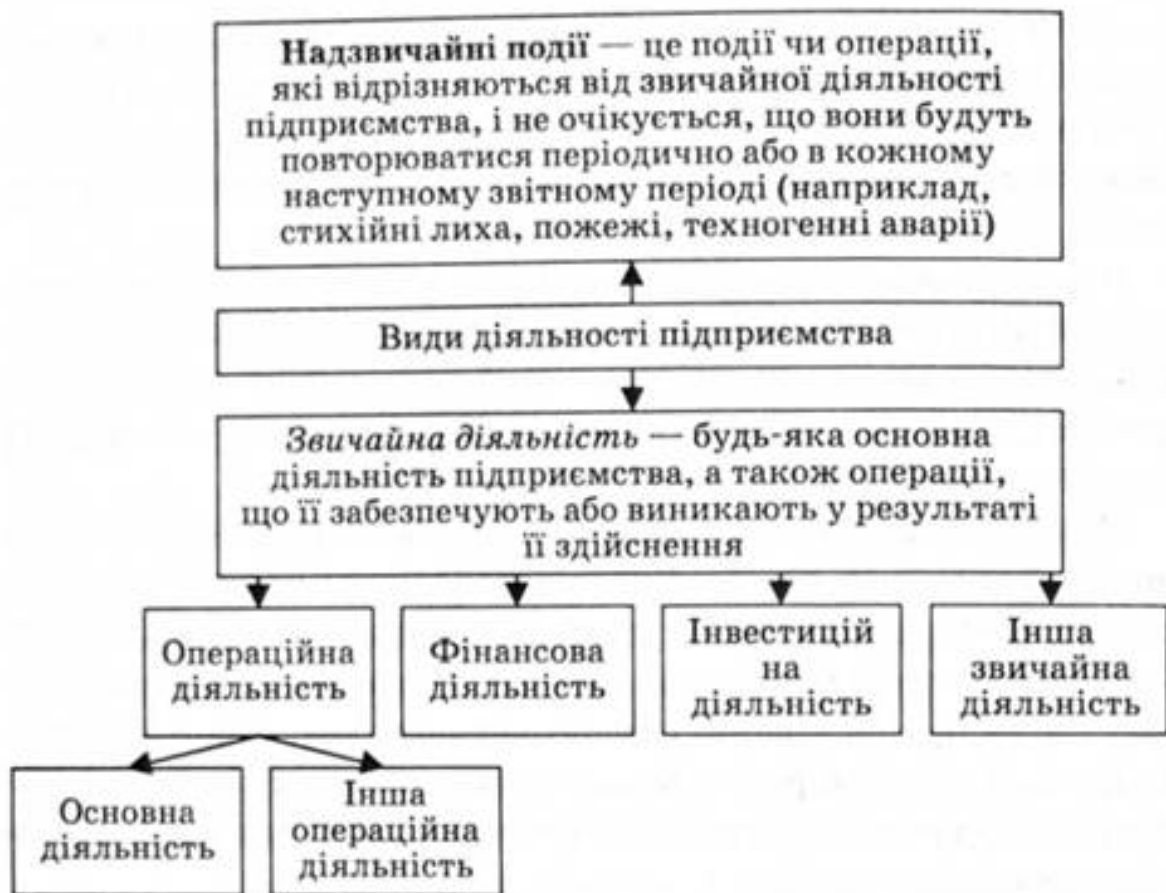 Надзвичайні події — це події чи операції,
які відрізняються від звичайної діяльності
підприємства, і не очікується, що вони будуть
повторюватися періодично або в кожному
наступному звітному періоді (наприклад,
стихійні лиха, пожежі, техногенні аварії)
Види діяльності підприємства
Звичайна діяльність — будь-яка основна
діяльність підприємства, а також операції,
що її забезпечують або виникають у результаті
її здійснення
Операційна
діяльність
Фінансова
діяльність
Інвестицій
на
діяльність
Інша
звичайна
діяльність
Основна
діяльність
Інша
операційна
діяльність